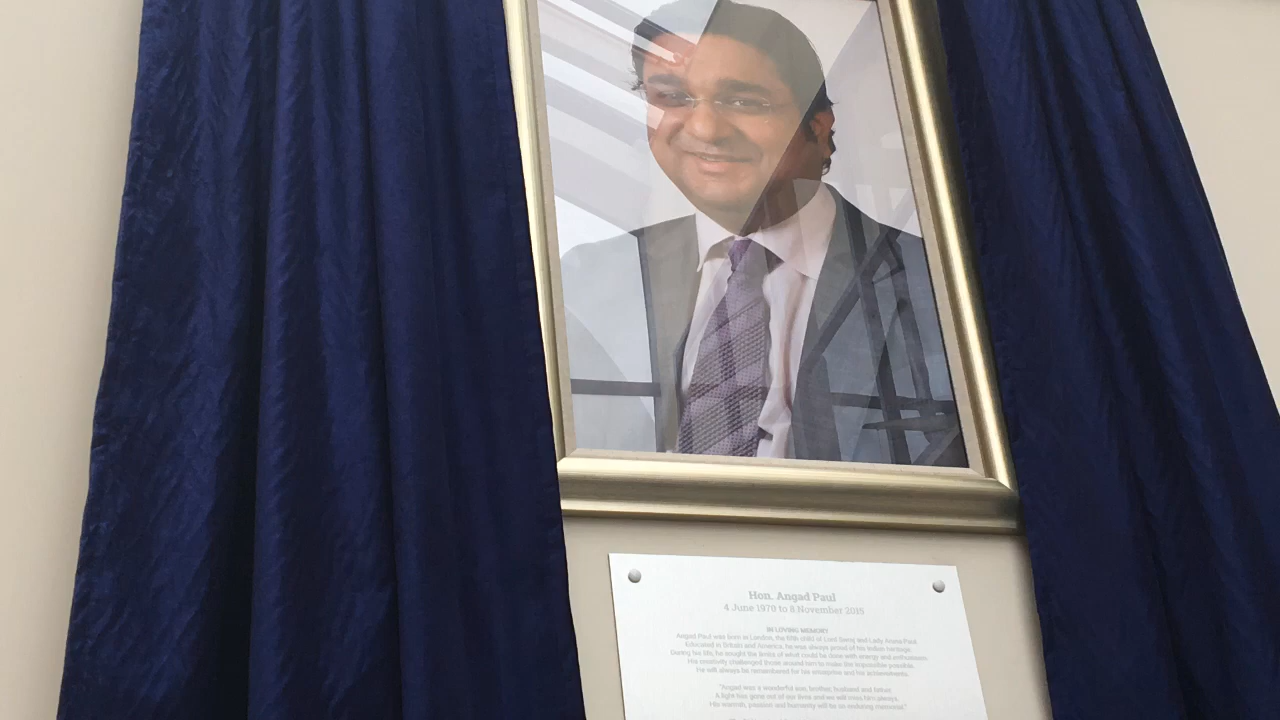 Hon. Angad Paul
4 June 1970 to 8 November 2015
IN LOVING MEMORY
Angad Paul was born in London, the fifth child of Lord Swraj and Lady Aruna Paul.
Educated in Britain and America, he was always proud of his Indian heritage.
During his life, he sought the limits of what could be done with energy and enthusiasm.
His creativity challenged those around him to make the impossible possible.
He will always be remembered for his enterprise and his achievements.
"Angad was a wonderful son, brother, husband and father.
A light has gone out of our lives and we will miss him always.
His warmth, passion and humanity will be an enduring memorial."